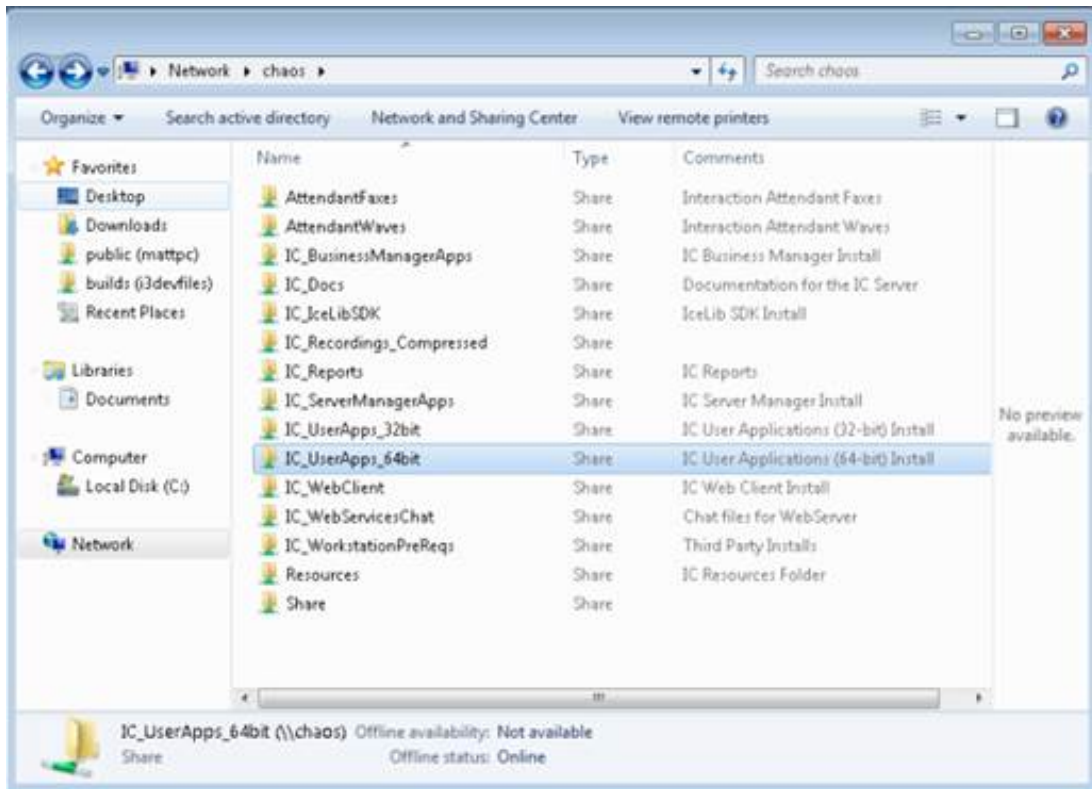 Network chaos Search chaos
Organize Search active directory Network and Sharing Center View remote printers
Favorites
Desktop
Downloads
public (mattpc)
builds (i3devfiles)
Recent Places
Libraries
Documents
Computer
Local Disk (C:)
Network
Name Type Comments
AttendantFaxes Share Interaction Attendant Faxes
AttendantWaves Share Interaction Attendant Waves
IC_BusinessManagerApps Share IC Business Manager Install
IC_Docs Share Documentation for the IC Server
IC_IceLibSDK Share IceLib SDK Install
IC_Recordings_Compressed Share
IC_Reports Share IC Reports
IC_ServerManagerApps Share IC Server Manager Install
IC_UserApps_32bit Share IC User Applications (32-bit) Install
IC_UserApps_64bit Share IC User Applications (64-bit) Install
IC_WebClient Share IC Web Client Install
IC_WebServicesChat Share Chat files for WebServer
IC_WorkstationPreReqs Share Third Party Installs
Resources Share IC Resources Folder
Share Share
No preview
available.
IC_UserApps_64bit (\\chaos) Offline availability: Not available
Share Offline status: Online